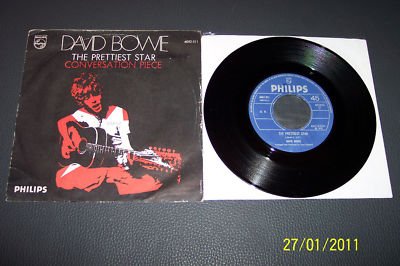 DAVID BOWIE
THE PRETTIEST STAR
CONVERSATION PIECE
PHILIPS
PHILIPS
45
THE PRETTIEST STAR
DAVID BOWIE
27/01/2011